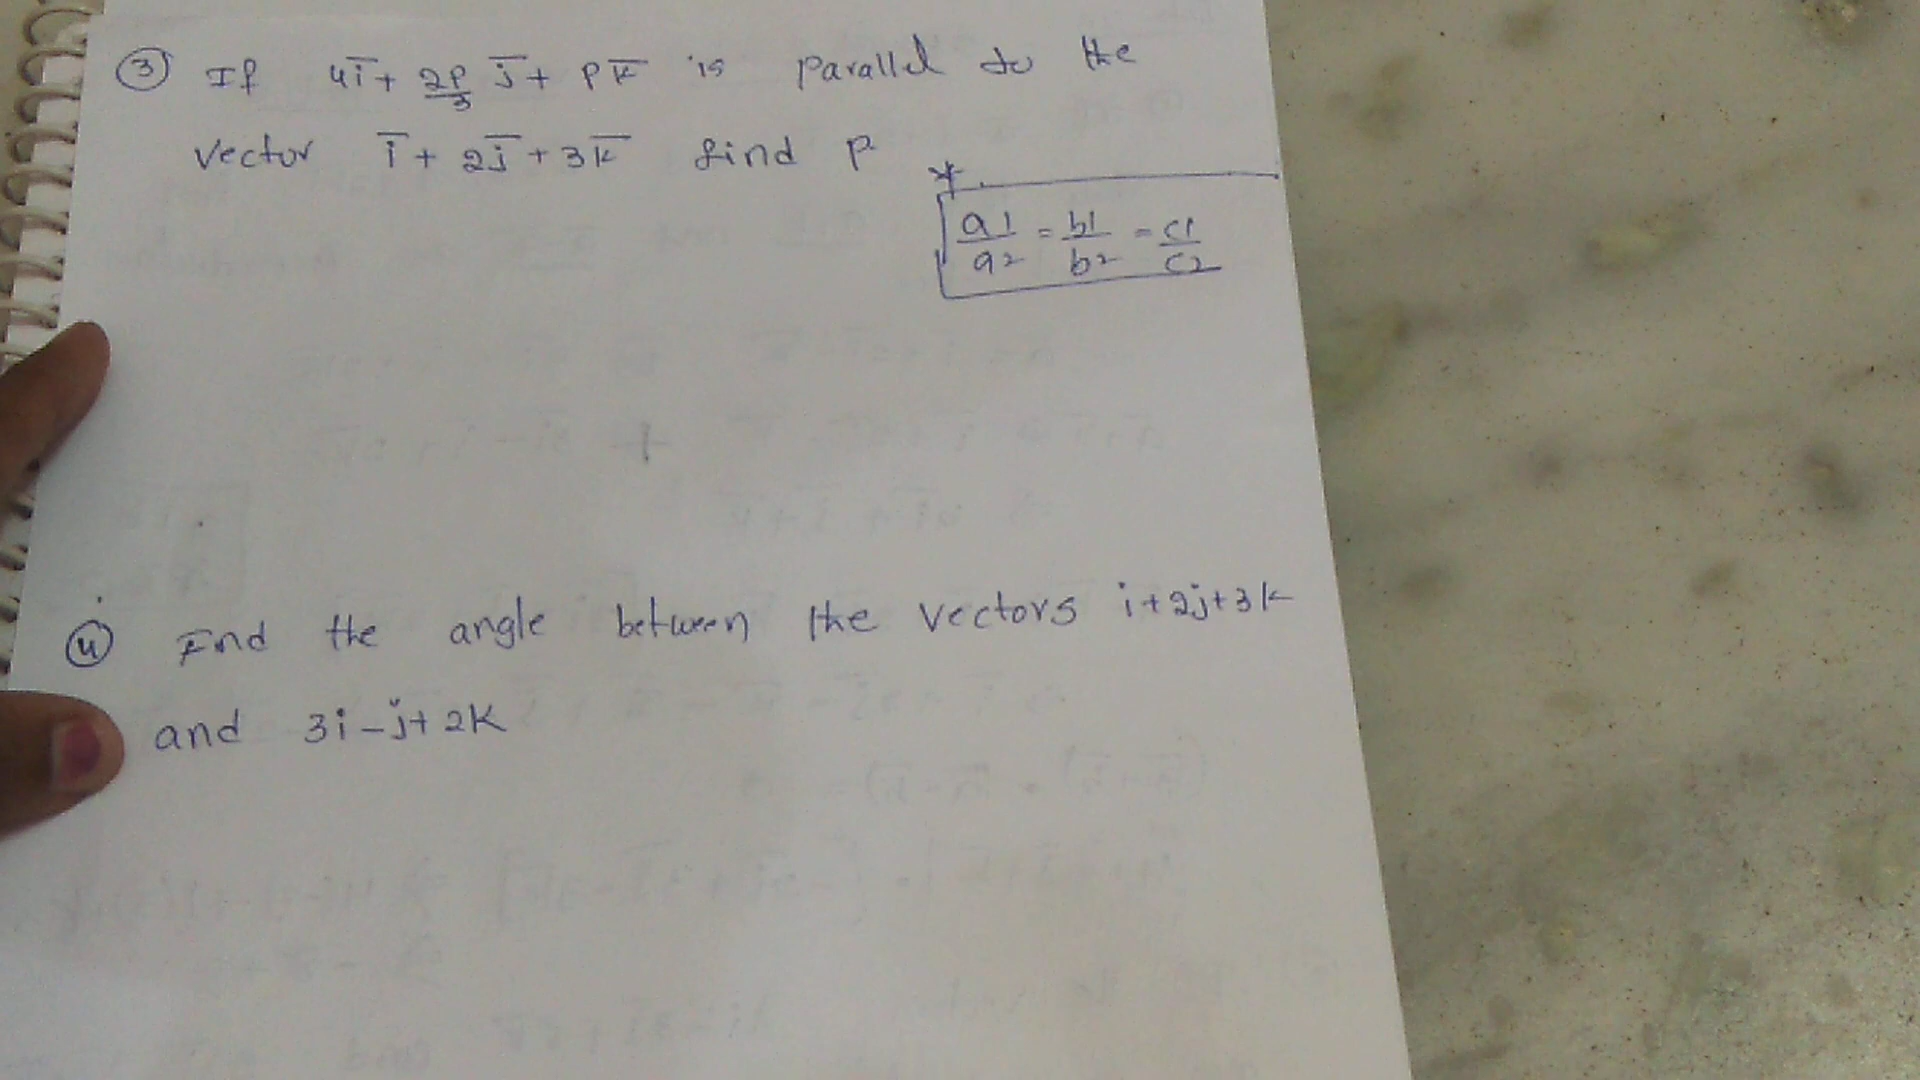 ③ If 4i̅ + 2p/3 j̅ + pk̅ is parallel to the
vector i̅ + 2j̅ + 3k̅ find p
* a1/a2 = b1/b2 = c1/c2
④ Find the angle between the vectors i+2j+3k
and 3i-j+2k